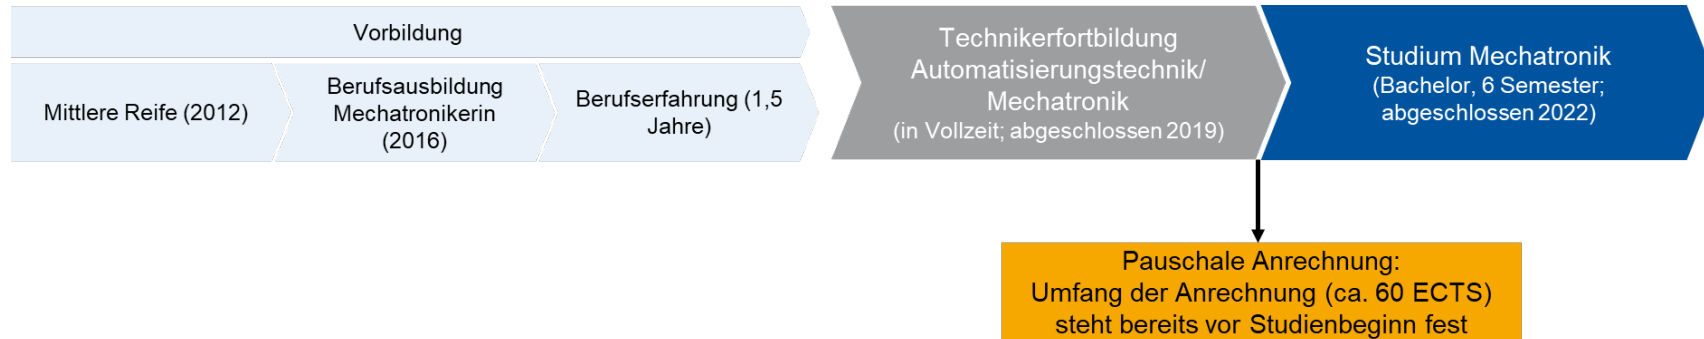 Vorbildung
Mittlere Reife (2012)
Berufsausbildung
Mechatronikerin
(2016)
Berufserfahrung (1,5
Jahre)
Technikerfortbildung
Automatisierungstechnik/
Mechatronik
(in Vollzeit; abgeschlossen 2019)
Studium Mechatronik
(Bachelor, 6 Semester;
abgeschlossen 2022)
Pauschale Anrechnung:
Umfang der Anrechnung (ca. 60 ECTS)
steht bereits vor Studienbeginn fest